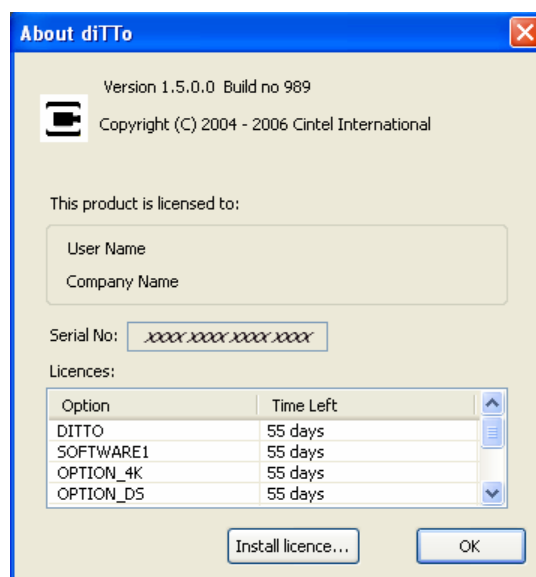 About diTTo
Version 1.5.0.0 Build no 989
Copyright (C) 2004 - 2006 Cintel International
This product is licensed to:
User Name
Company Name
Serial No: xxxx xxxx xxxx xxxx
Licences:
Option Time Left
DITTO 55 days
SOFTWARE1 55 days
OPTION_4K 55 days
OPTION_DS 55 days
Install licence... OK